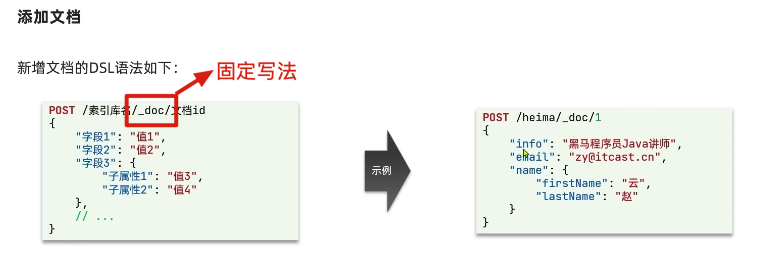 添加文档
新增文档的DSL语法如下：
固定写法
POST /索引库名/_doc/文档id
{
    "字段1": "值1",
    "字段2": "值2",
    "字段3": {
        "子属性1": "值3",
        "子属性2": "值4"
    },
    // ...
}
示例
POST /heima/_doc/1
{
    "info": "黑马程序员Java讲师",
    "email": "zy@itcast.cn",
    "name": {
        "firstName": "云",
        "lastName": "赵"
    }
}